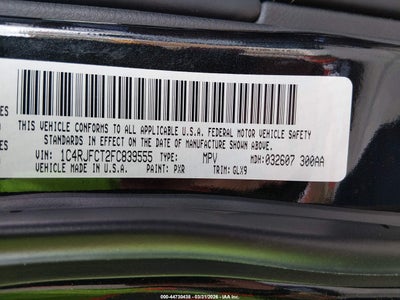 ES
THIS VEHICLE CONFORMS TO ALL APPLICABLE U.S.A. FEDERAL MOTOR VEHICLE SAFETY
STANDARDS IN EFFECT ON THE DATE OF MANUFACTURE SHOWN ABOVE.
VIN: 1C4RJFCT2FC839555 TYPE: MPV MDH: 032607 300AA
VEHICLE MADE IN U.S.A. PAINT: PXR TRIM: GLX9
000-44730438 - 03/31/2026 - IAA Inc.